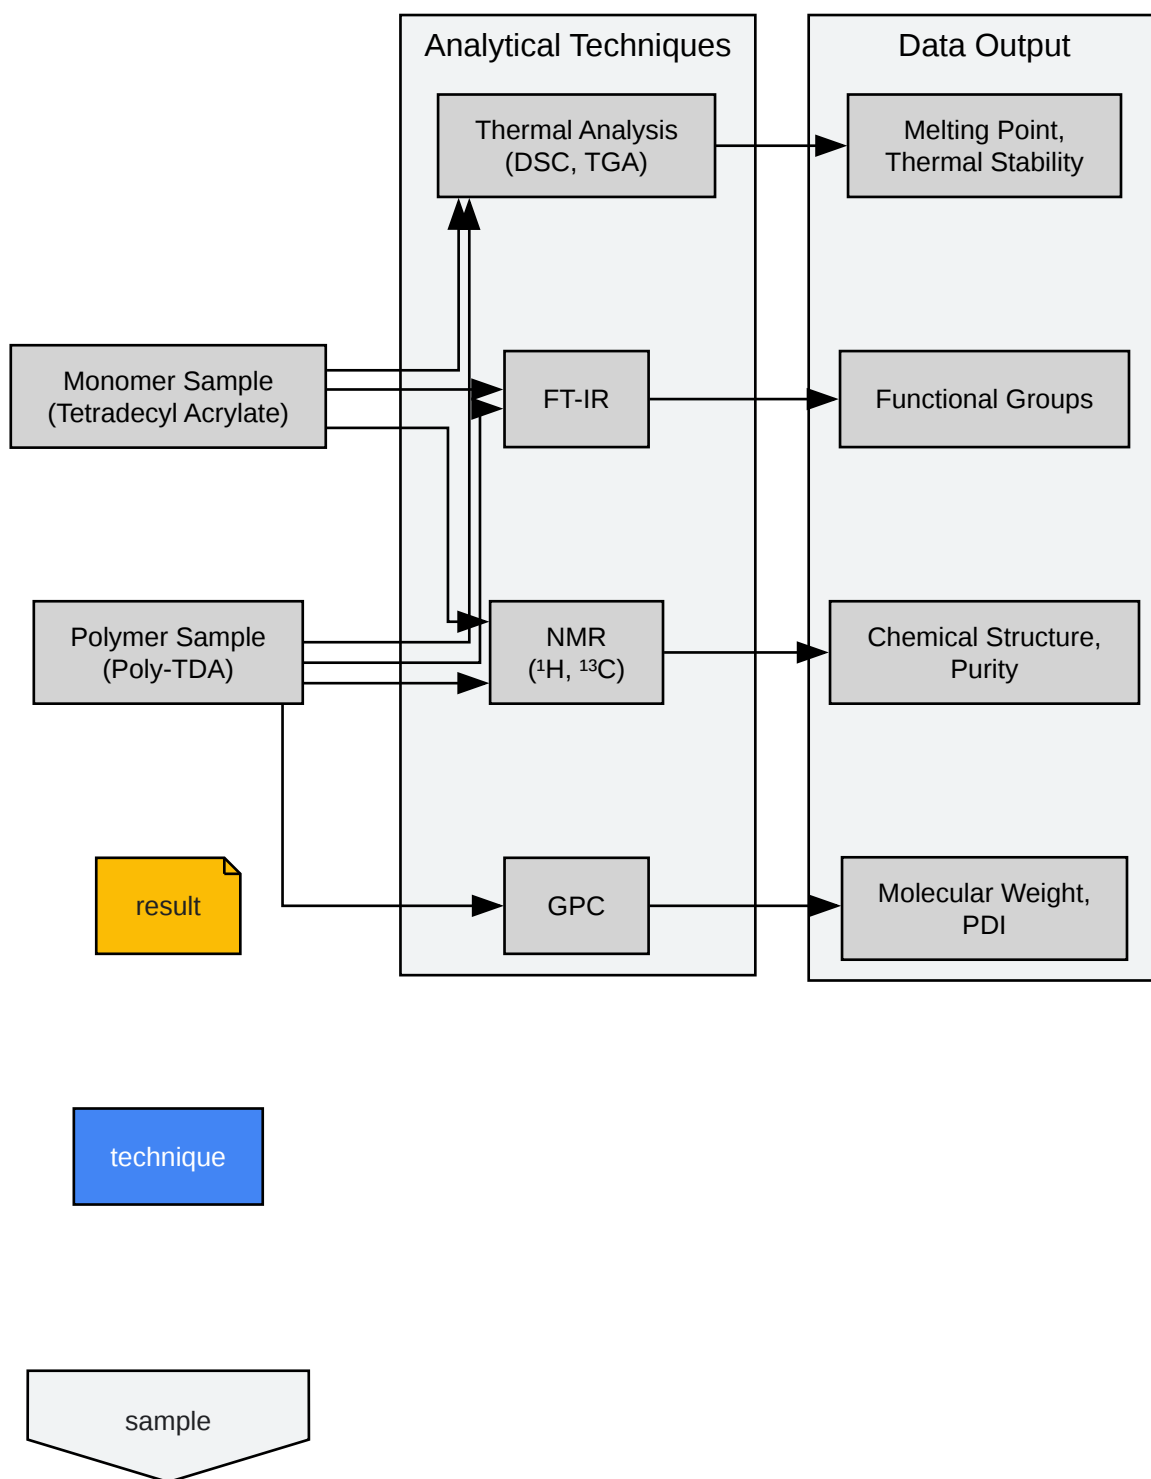 Analytical Techniques
Data Output
Thermal Analysis
(DSC, TGA)
Melting Point,
Thermal Stability
Monomer Sample
(Tetradecyl Acrylate)
FT-IR
Functional Groups
Polymer Sample
(Poly-TDA)
NMR
(¹H, ¹³C)
Chemical Structure,
Purity
result
GPC
Molecular Weight,
PDI
technique
sample